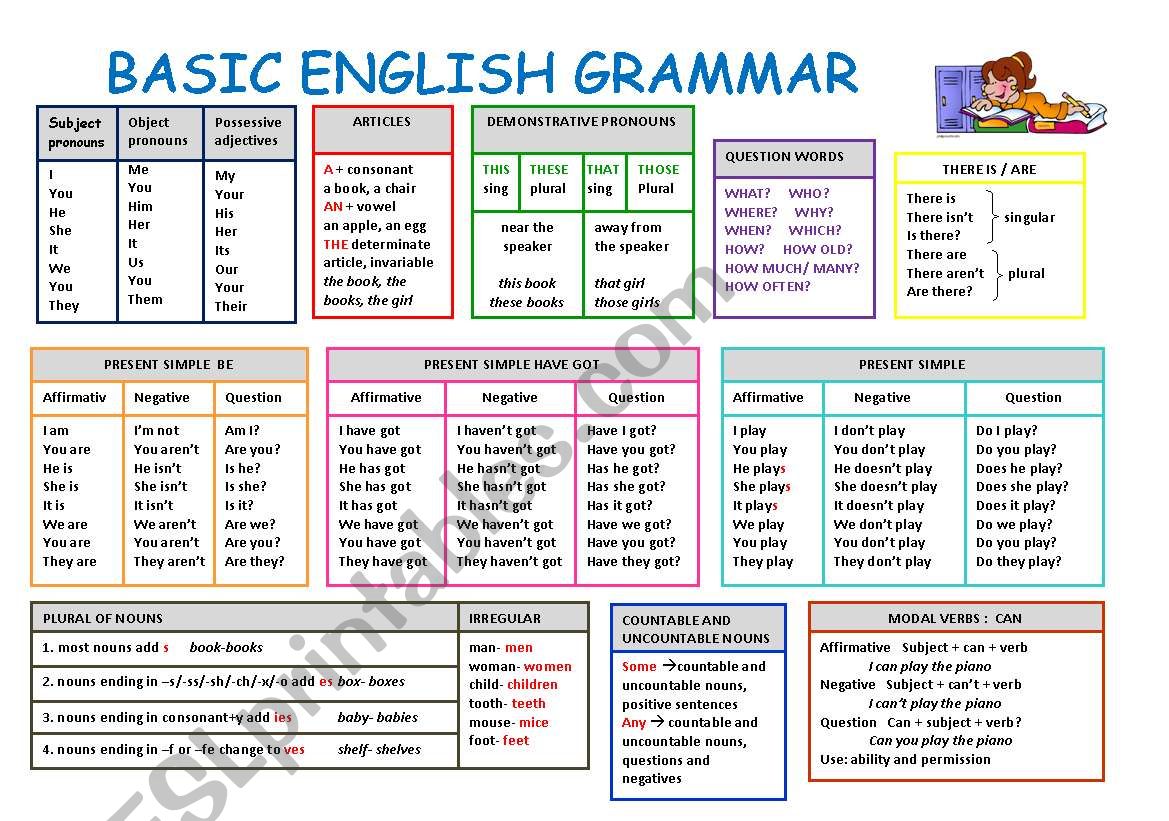 BASIC ENGLISH GRAMMAR
Subject pronouns
I
You
He
She
It
We
You
They
Object pronouns
Me
You
Him
Her
It
Us
You
Them
Possessive adjectives
My
Your
His
Her
Its
Our
Your
Their
ARTICLES
A + consonant
a book, a chair
AN + vowel
an apple, an egg
THE determinate
article, invariable
the book, the
books, the girl
DEMONSTRATIVE PRONOUNS
THIS sing
THESE plural
THAT sing
THOSE Plural
near the
speaker
this book
these books
away from
the speaker
that girl
those girls
QUESTION WORDS
WHAT? WHO?
WHERE? WHY?
WHEN? WHICH?
HOW? HOW OLD?
HOW MUCH/ MANY?
HOW OFTEN?
THERE IS / ARE
There is
There isn't
Is there?
singular
There are
There aren't
Are there?
plural
PRESENT SIMPLE BE
Affirmativ Negative Question
I am I'm not Am I?
You are You aren't Are you?
He is He isn't Is he?
She is She isn't Is she?
It is It isn't Is it?
We are We aren't Are we?
You are You aren't Are you?
They are They aren't Are they?
PRESENT SIMPLE HAVE GOT
Affirmative Negative Question
I have got I haven't got Have I got?
You have got You haven't got Have you got?
He has got He hasn't got Has he got?
She has got She hasn't got Has she got?
It has got It hasn't got Has it got?
We have got We haven't got Have we got?
You have got You haven't got Have you got?
They have got They haven't got Have they got?
PRESENT SIMPLE
Affirmative Negative Question
I play I don't play Do I play?
You play You don't play Do you play?
He plays He doesn't play Does he play?
She plays She doesn't play Does she play?
It plays It doesn't play Does it play?
We play We don't play Do we play?
You play You don't play Do you play?
They play They don't play Do they play?
PLURAL OF NOUNS
1. most nouns add s book-books
2. nouns ending in –s/-ss/-sh/-ch/-x/-o add es box- boxes
3. nouns ending in consonant+y add ies baby- babies
4. nouns ending in –f or –fe change to ves shelf- shelves
IRREGULAR
man- men
woman- women
child- children
tooth- teeth
mouse- mice
foot- feet
COUNTABLE AND
UNCOUNTABLE NOUNS
Some → countable and
uncountable nouns,
positive sentences
Any → countable and
uncountable nouns,
questions and
negatives
MODAL VERBS : CAN
Affirmative Subject + can + verb
I can play the piano
Negative Subject + can't + verb
I can't play the piano
Question Can + subject + verb?
Can you play the piano
Use: ability and permission
ESLprintables.com